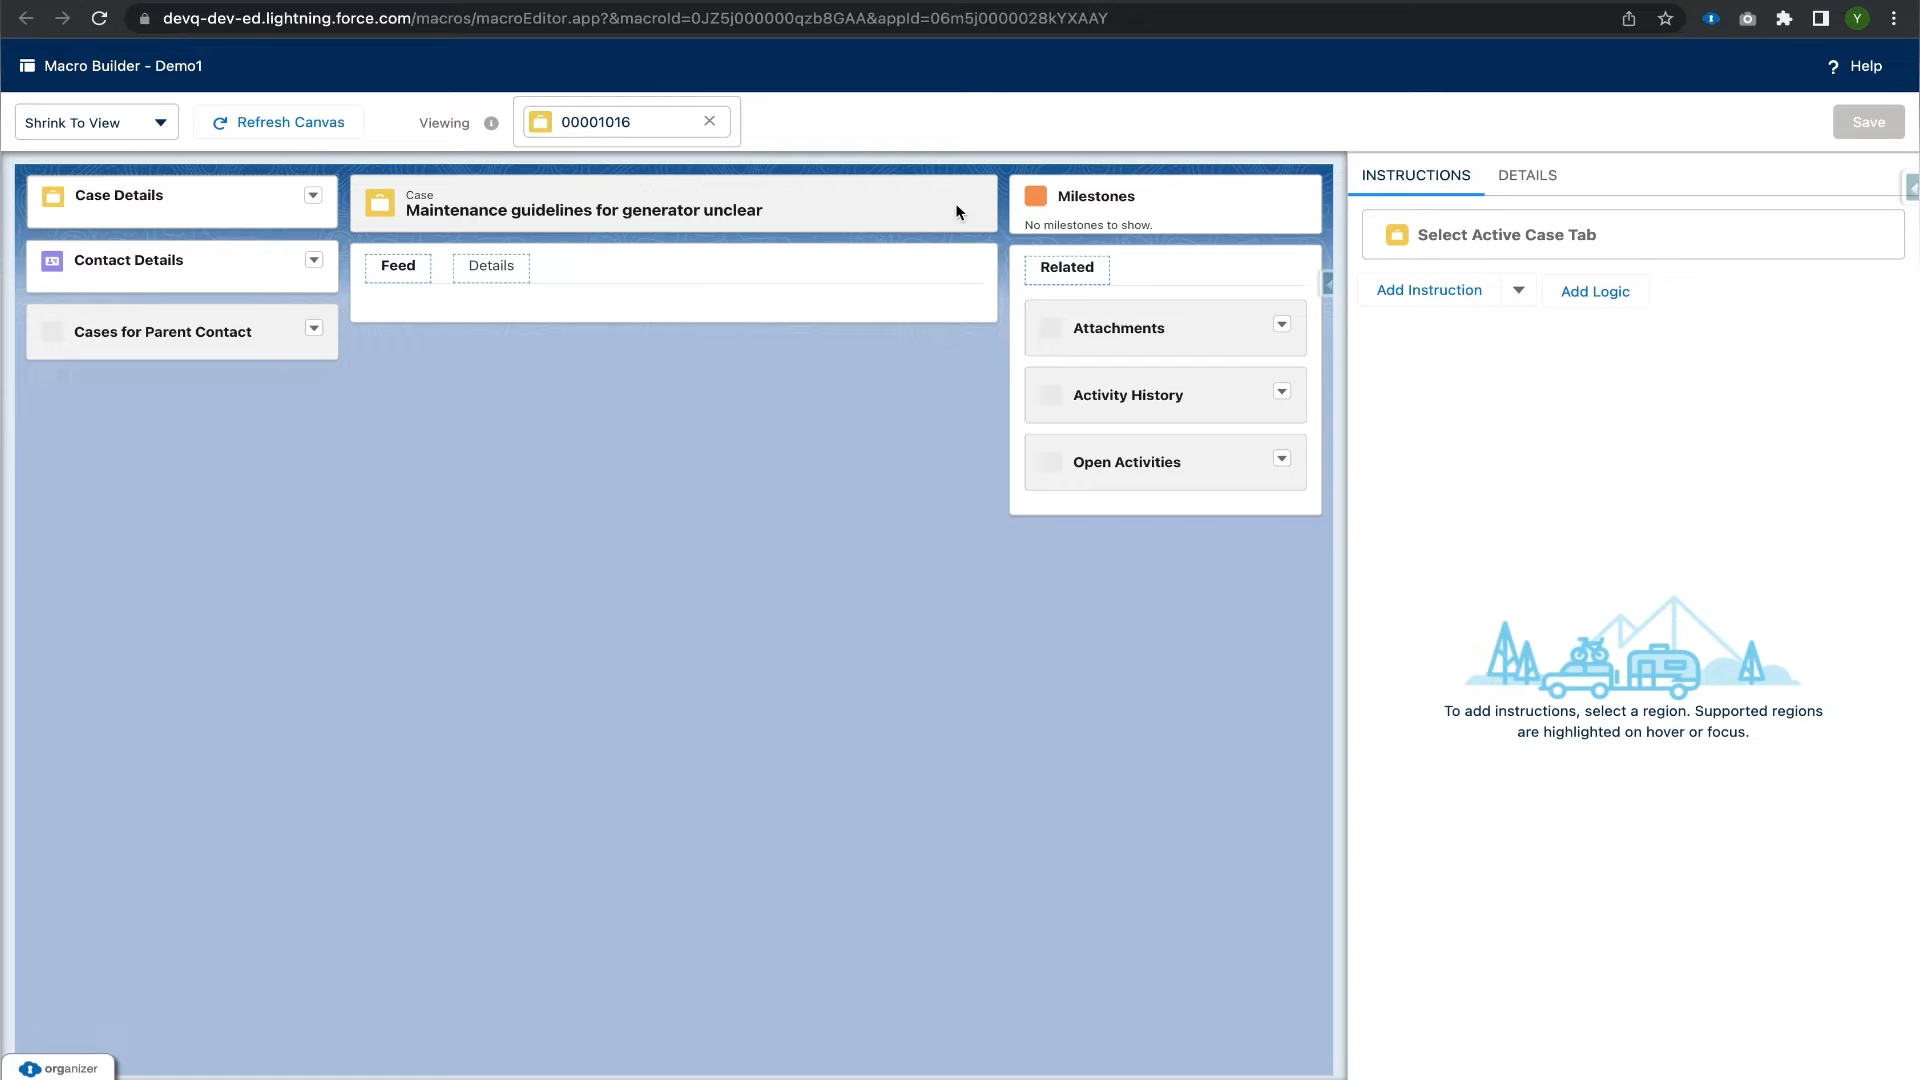 devq-dev-ed.lightning.force.com/macros/macroEditor.app?&macroId=0JZ5j000000qzb8GAA&appId=06m5j0000028kYXAAY
Y
Macro Builder - Demo1
? Help
Shrink To View
Refresh Canvas
Viewing
00001016
Save
Case Details
Contact Details
Cases for Parent Contact
Case
Maintenance guidelines for generator unclear
Feed
Details
Milestones
No milestones to show.
Related
Attachments
Activity History
Open Activities
INSTRUCTIONS
DETAILS
Select Active Case Tab
Add Instruction
Add Logic
To add instructions, select a region. Supported regions
are highlighted on hover or focus.
organizer